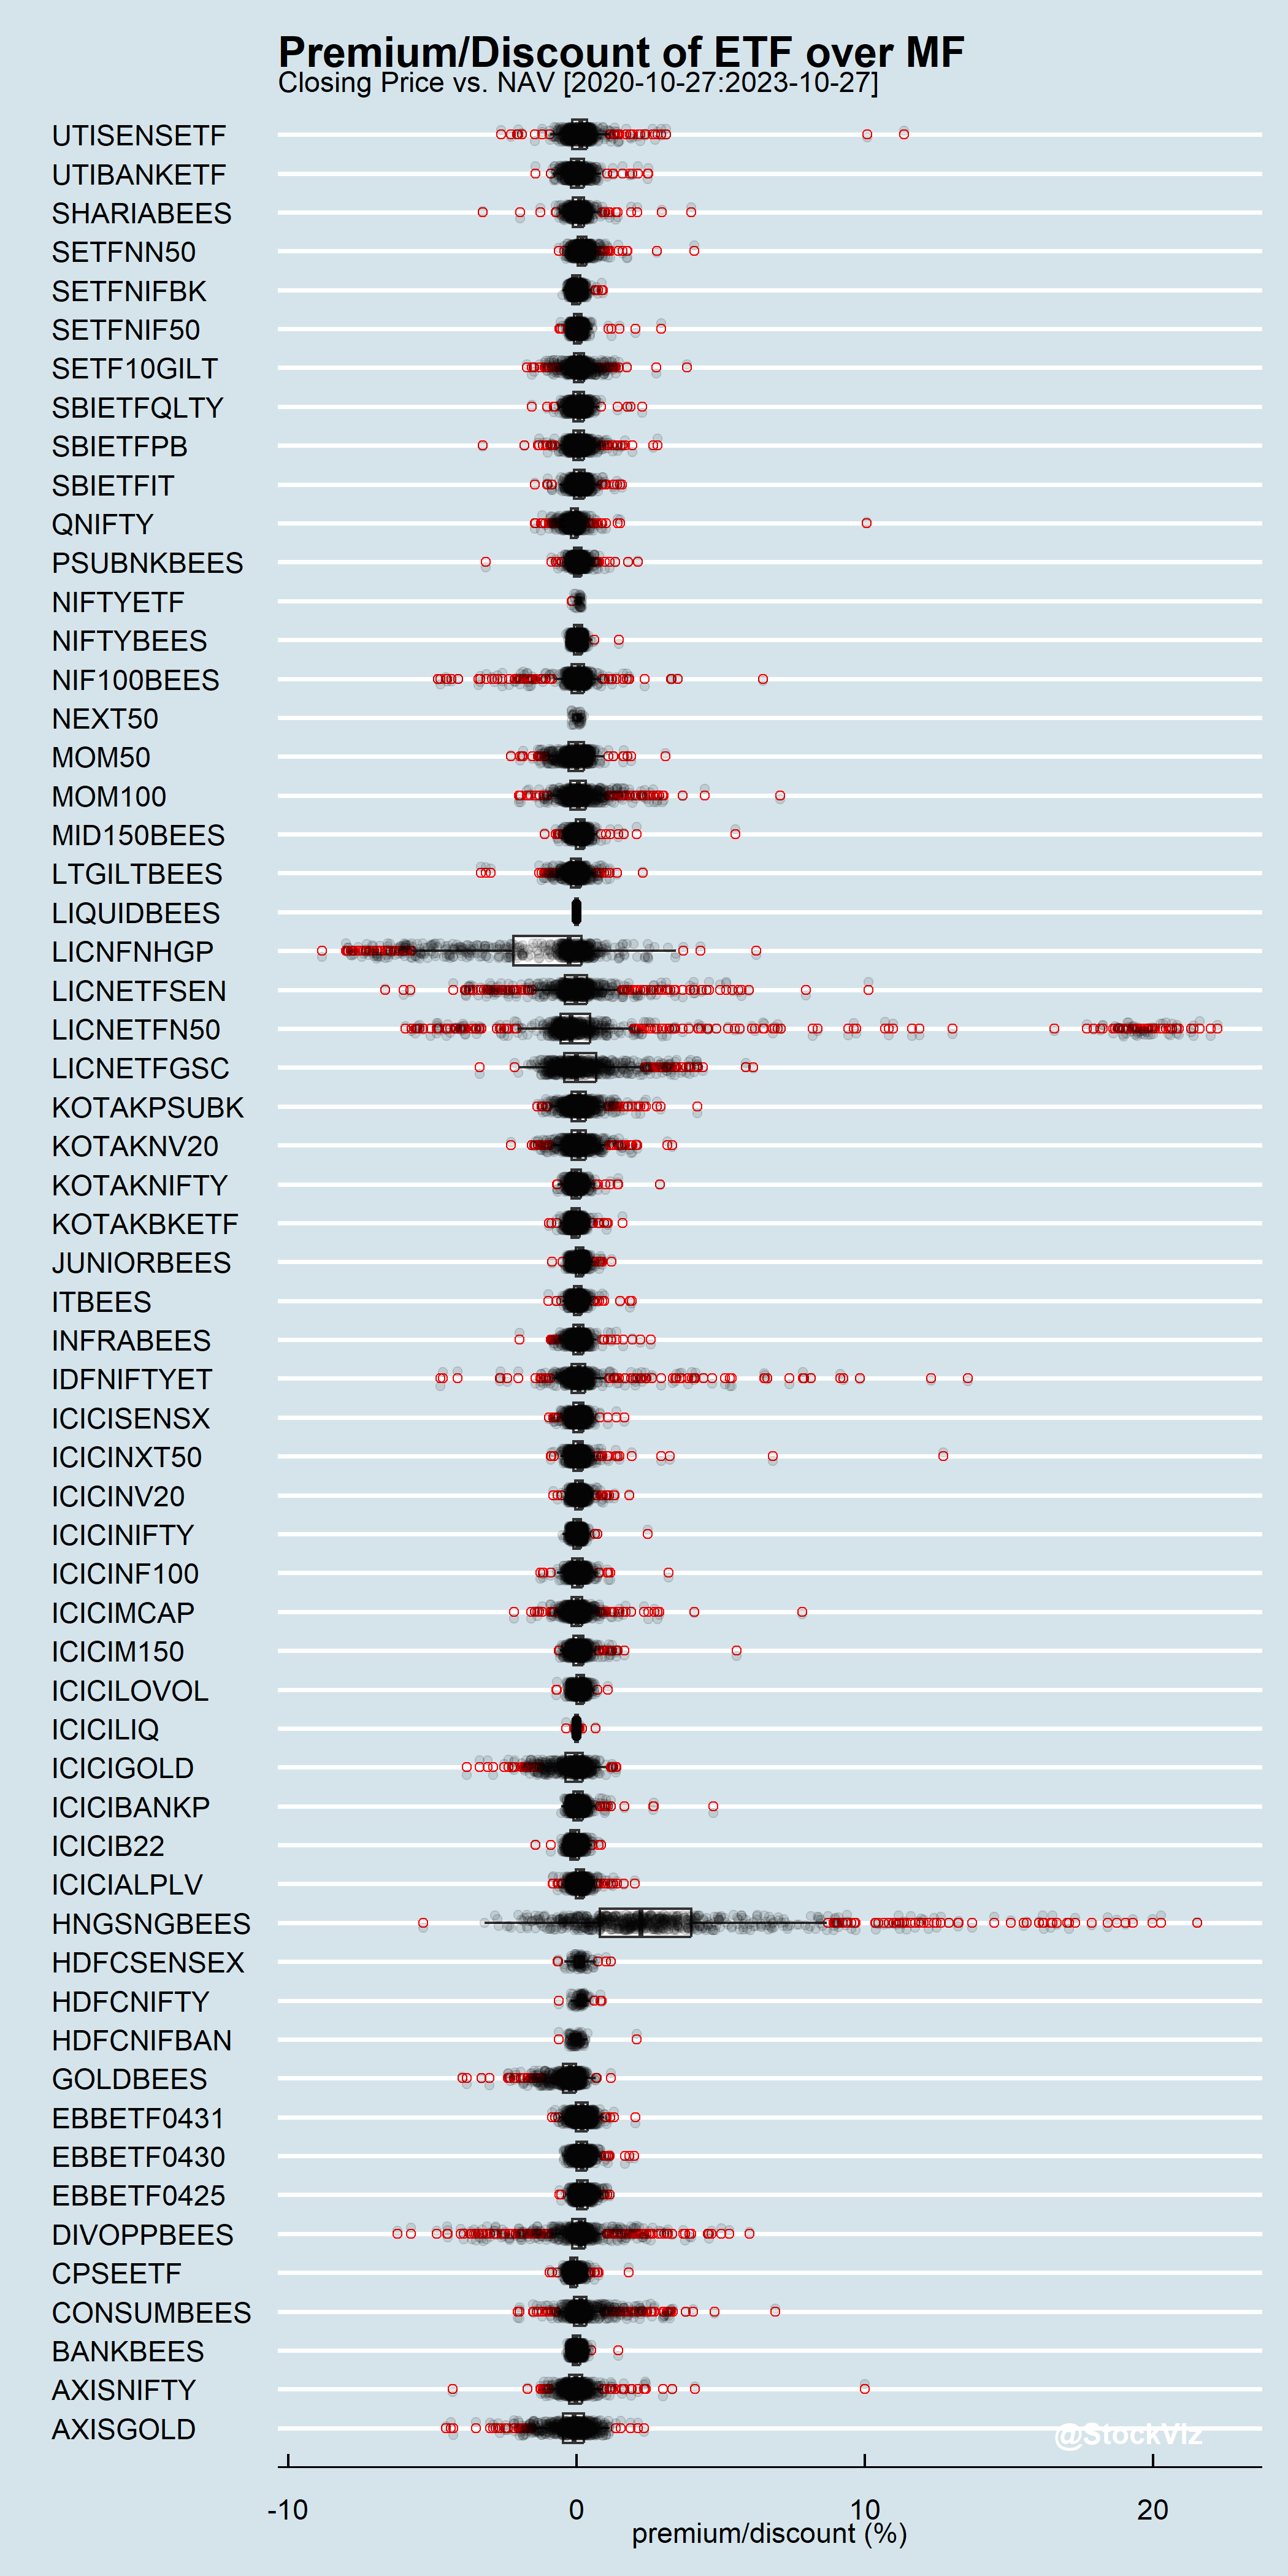 Premium/Discount of ETF over MF
Closing Price vs. NAV [2020-10-27:2023-10-27]
UTISENSETF
UTIBANKETF
SHARIABEES
SETFNN50
SETFNIFBK
SETFNIF50
SETF10GILT
SBIETFQLTY
SBIETFPB
SBIETFIT
QNIFTY
PSUBNKBEES
NIFTYETF
NIFTYBEES
NIF100BEES
NEXT50
MOM50
MOM100
MID150BEES
LTGILTBEES
LIQUIDBEES
LICNFNHGP
LICNETFSEN
LICNETFN50
LICNETFGSC
KOTAKPSUBK
KOTAKNV20
KOTAKNIFTY
KOTAKBKETF
JUNIORBEES
ITBEES
INFRABEES
IDFNIFTYET
ICICISENSX
ICICINXT50
ICICINV20
ICICINIFTY
ICICINF100
ICICIMCAP
ICICIM150
ICICILOVOL
ICICILIQ
ICICIGOLD
ICICIBANKP
ICICIB22
ICICIALPLV
HNGSNGBEES
HDFCSENSEX
HDFCNIFTY
HDFCNIFBAN
GOLDBEES
EBBETF0431
EBBETF0430
EBBETF0425
DIVOPPBEES
CPSEETF
CONSUMBEES
BANKBEES
AXISNIFTY
AXISGOLD
@StockViz
-10 0 10 20
premium/discount (%)